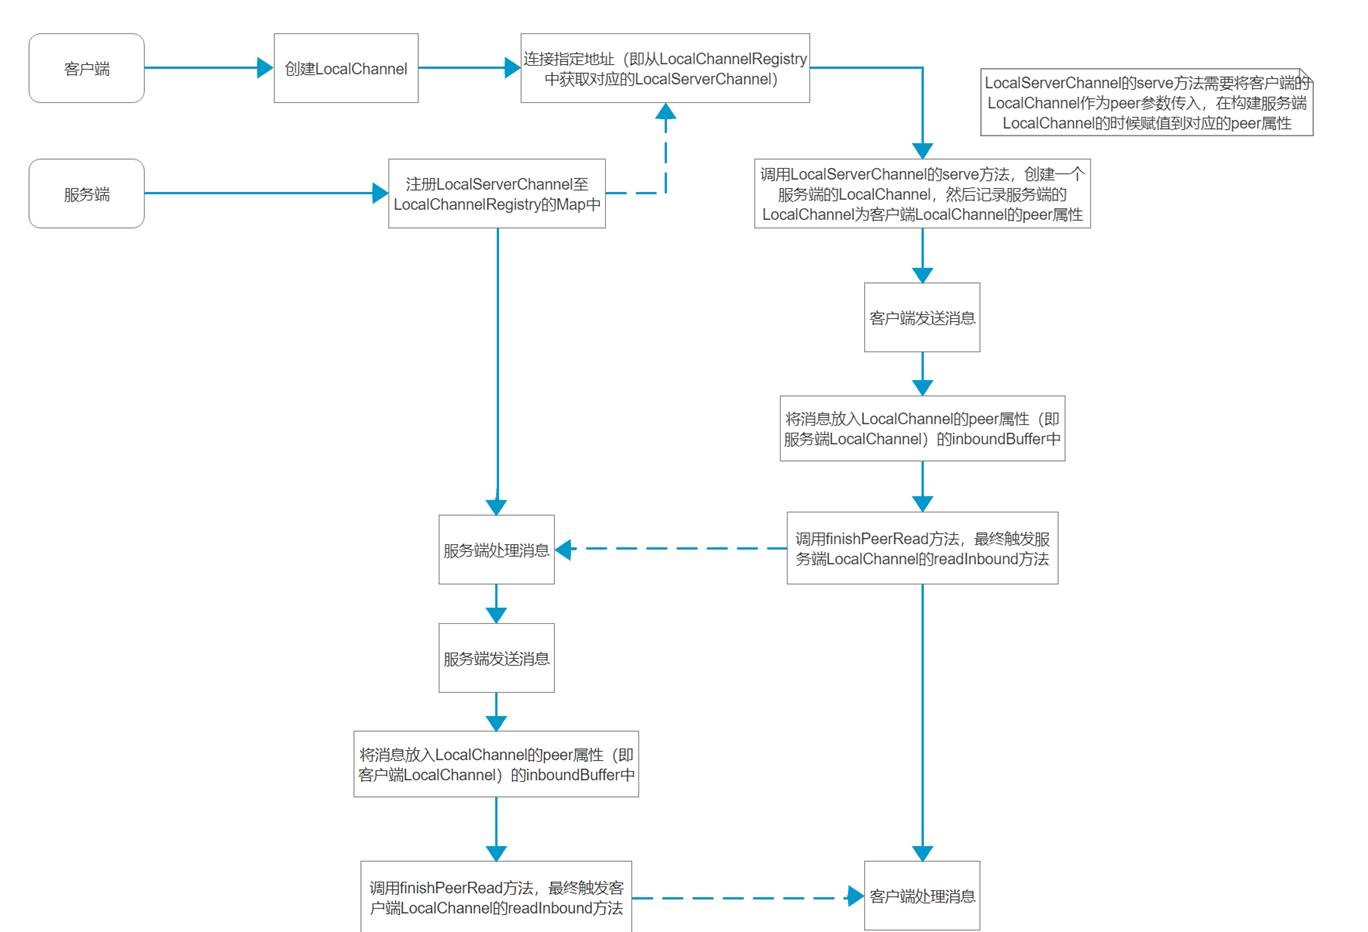 客户端
创建LocalChannel
连接指定地址（即从LocalChannelRegistry
中获取对应的LocalServerChannel）
LocalServerChannel的serve方法需要将客户端的
LocalChannel作为peer参数传入，在构建服务端
LocalChannel的时候赋值到对应的peer属性
服务端
注册LocalServerChannel至
LocalChannelRegistry的Map中
调用LocalServerChannel的serve方法，创建一个
服务端的LocalChannel，然后记录服务端的
LocalChannel为客户端LocalChannel的peer属性
客户端发送消息
将消息放入LocalChannel的peer属性（即
服务端LocalChannel）的inboundBuffer中
服务端处理消息
调用finishPeerRead方法，最终触发服
务端LocalChannel的readInbound方法
服务端发送消息
将消息放入LocalChannel的peer属性（即
客户端LocalChannel）的inboundBuffer中
调用finishPeerRead方法，最终触发客
户端LocalChannel的readInbound方法
客户端处理消息